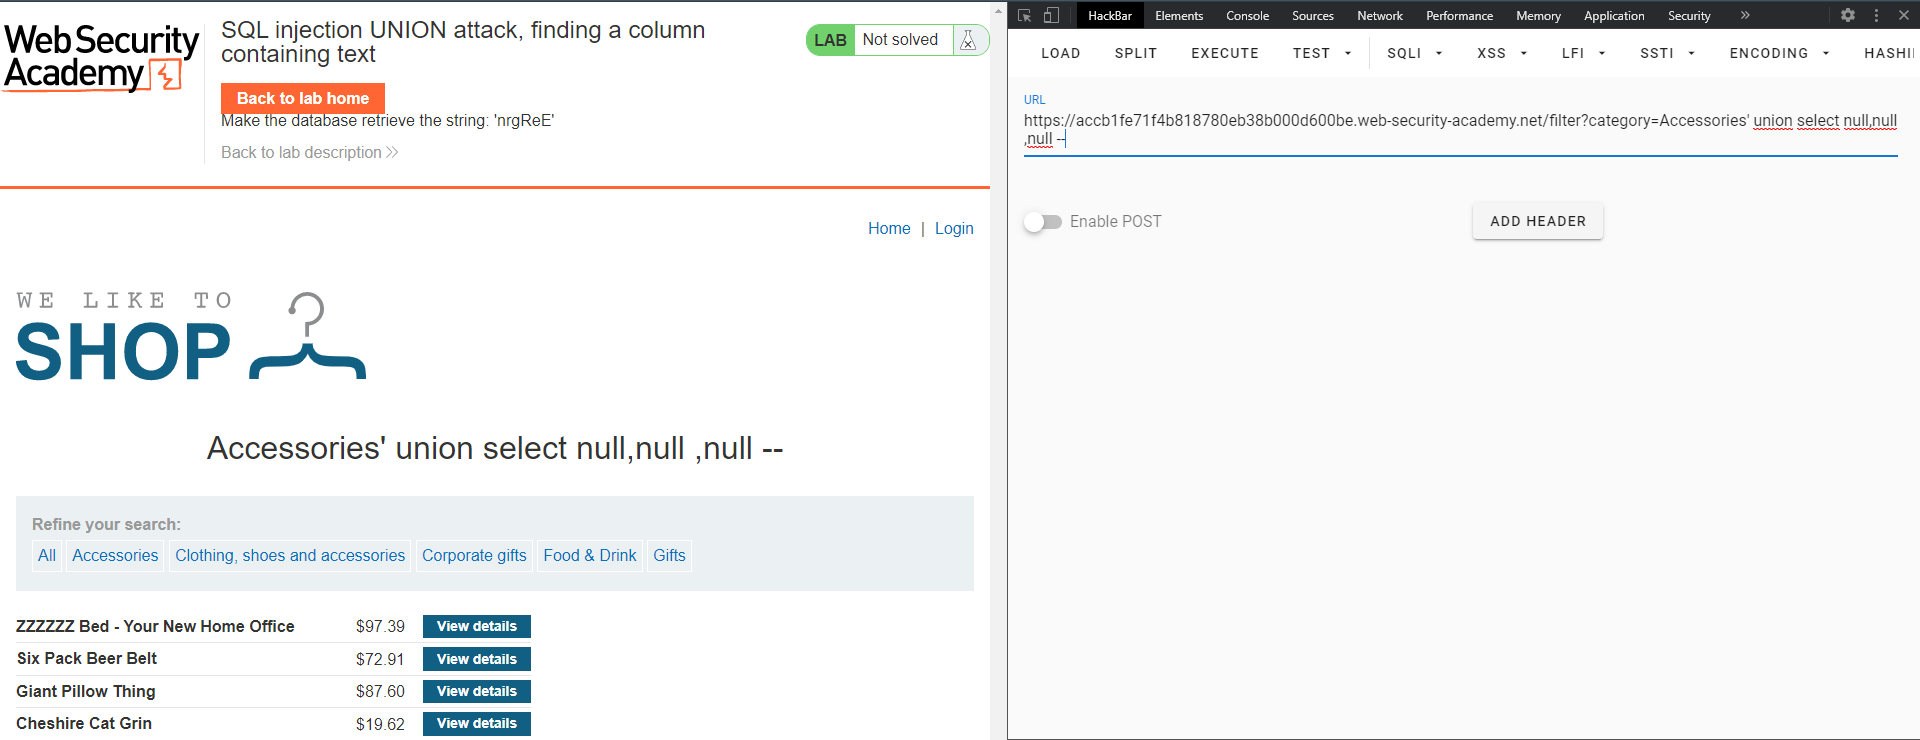 Web Security
Academy
SQL injection UNION attack, finding a column
containing text
LAB Not solved
Back to lab home
Make the database retrieve the string: 'nrgReE'
Back to lab description >>
Home | Login
WE LIKE TO
SHOP
Accessories' union select null,null ,null --
Refine your search:
All Accessories Clothing, shoes and accessories Corporate gifts Food & Drink Gifts
ZZZZZZ Bed - Your New Home Office $97.39 View details
Six Pack Beer Belt $72.91 View details
Giant Pillow Thing $87.60 View details
Cheshire Cat Grin $19.62 View details
HackBar Elements Console Sources Network Performance Memory Application Security »
LOAD SPLIT EXECUTE TEST SQLI XSS LFI SSTI ENCODING HASHI
URL
https://accb1fe71f4b818780eb38b000d600be.web-security-academy.net/filter?category=Accessories' union select null,null
,null --
Enable POST ADD HEADER